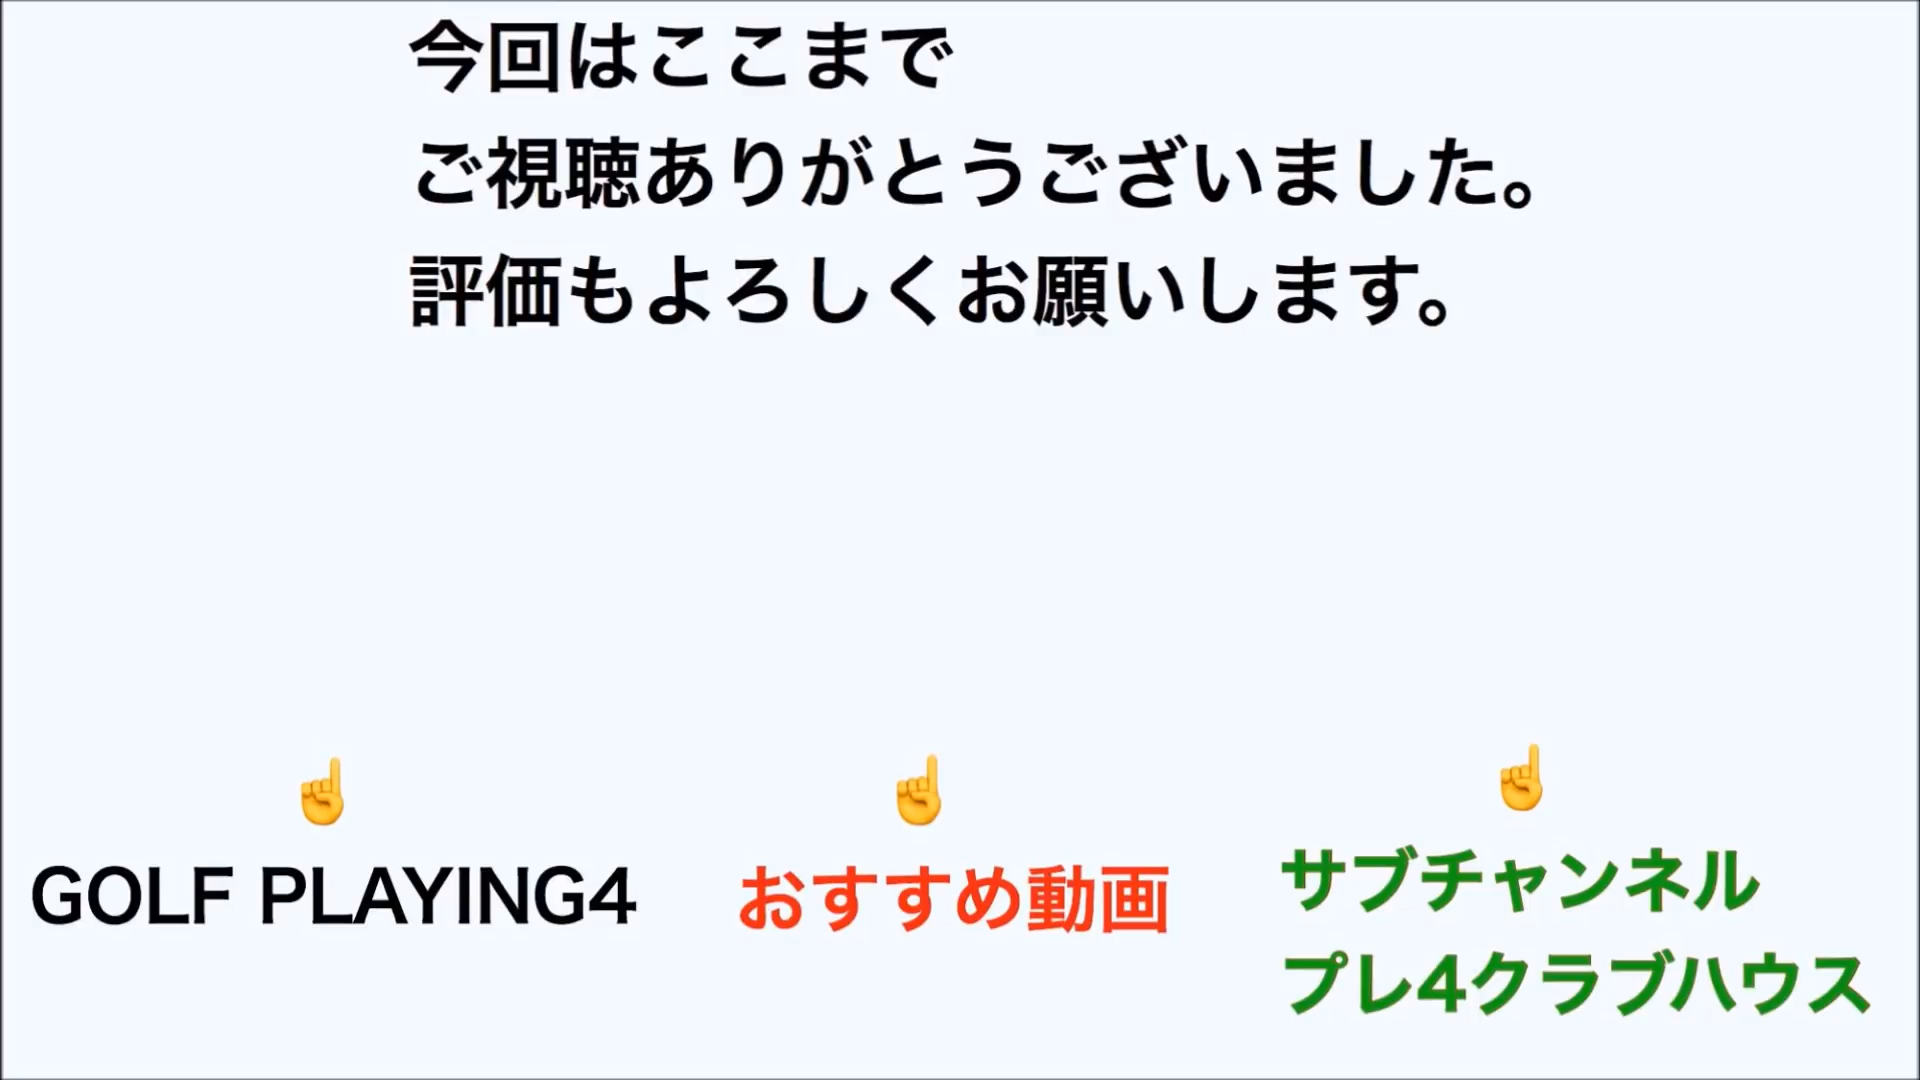 今回はここまで
ご視聴ありがとうございました。
評価もよろしくお願いします。
GOLF PLAYING4
おすすめ動画
サブチャンネル
プレ4クラブハウス